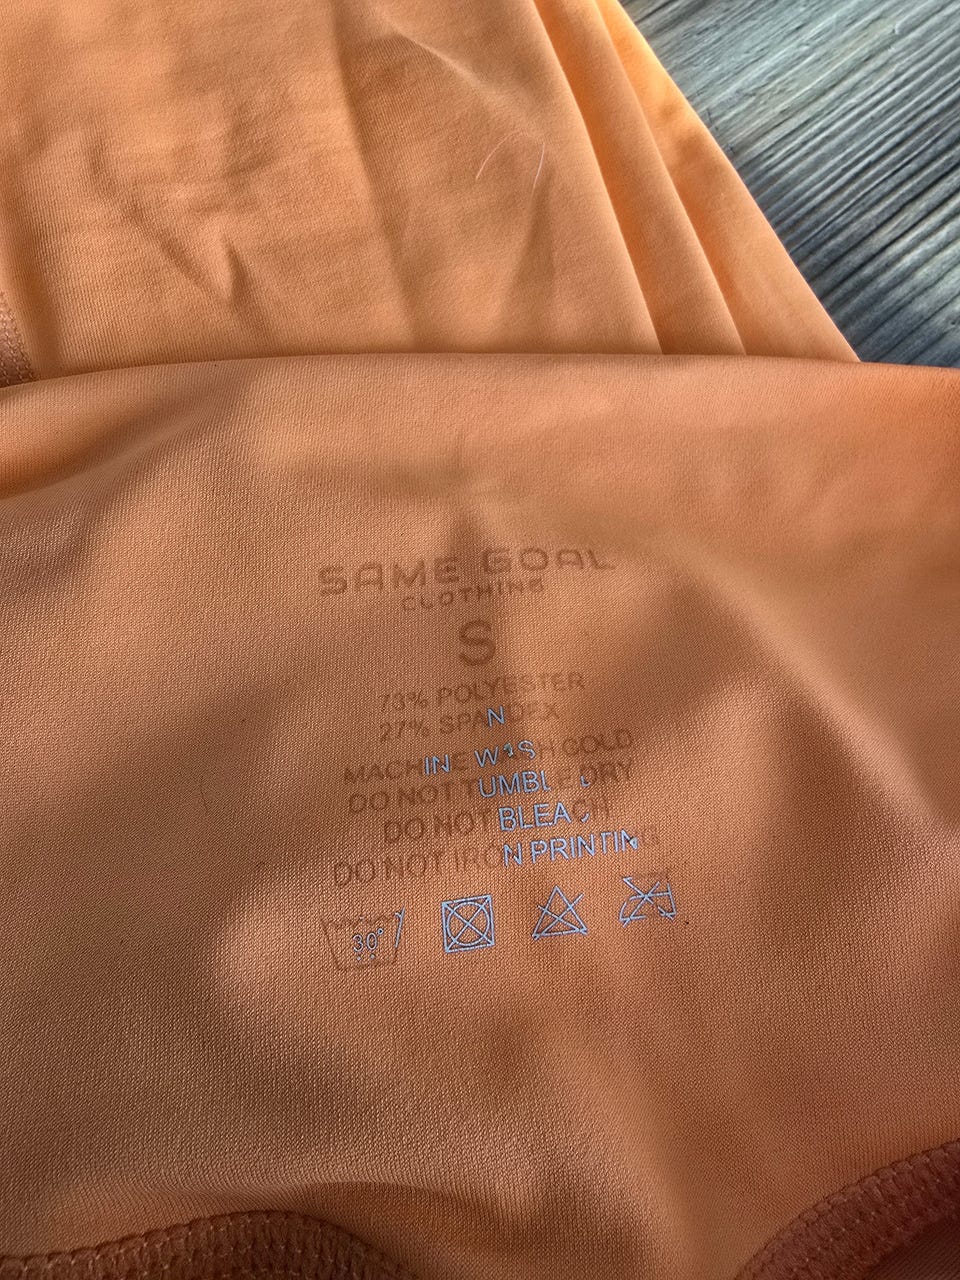 SAME GOAL
CLOTHING
S
73% POLYESTER
27% SPANDEX
MACHINE WASH COLD
DO NOT TUMBLE DRY
DO NOT BLEACH
DO NOT IRON PRINTING
30°